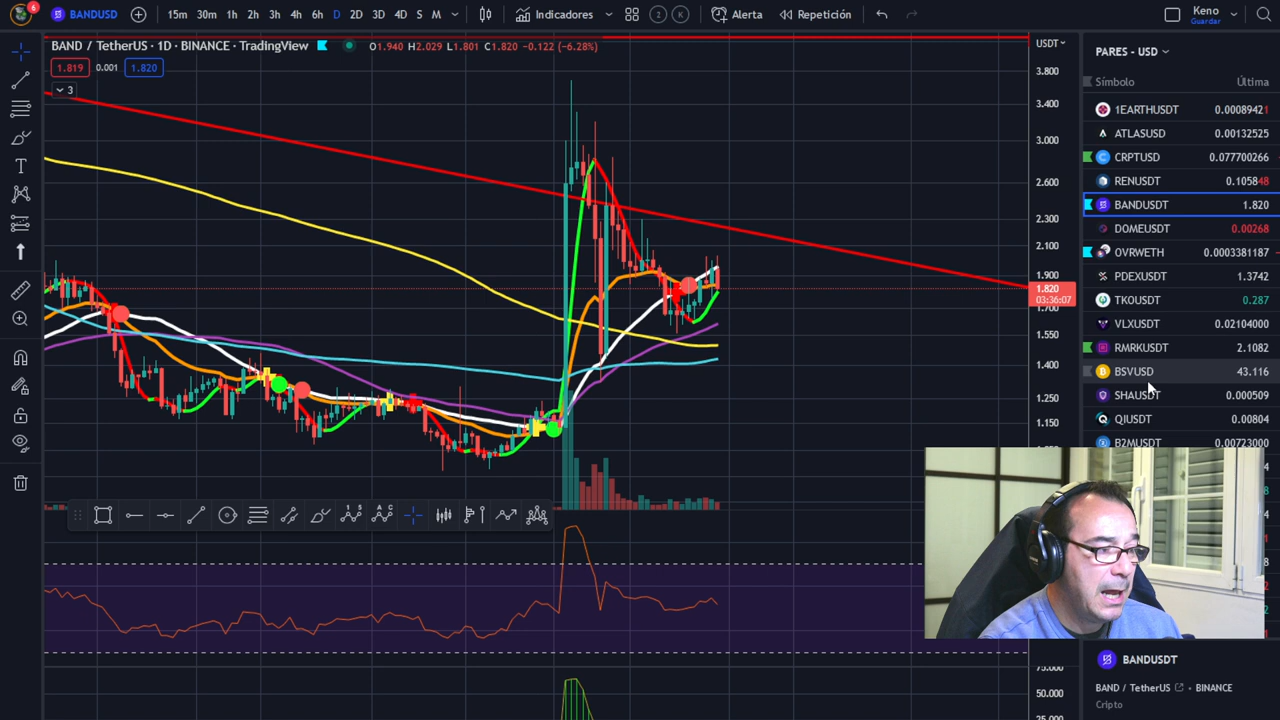 6
BANDUSDT
15m 30m 1h 2h 3h 4h 6h D 2D 3D 4D S M
Indicadores
2 K
Alerta
Repetición
Keno
Guardar
BAND / TetherUS · 1D · BINANCE · TradingView
O1.940 H2.029 L1.801 C1.820 -0.122 (-6.28%)
1.819 0.001 1.820
3
USDT
3.800
3.400
3.000
2.600
2.300
2.100
1.900
1.820
03:36:07
1.700
1.550
1.400
1.250
1.150
75.000
50.000
25.000
PARES - USD
Símbolo Última
1EARTHUSDT 0.00089421
ATLASUSD 0.00132525
CRPTUSD 0.077700266
RENUSDT 0.105848
BANDUSDT 1.820
DOMEUSDT 0.00268
OVRWETH 0.0003381187
PDEXUSDT 1.3742
TKOUSDT 0.287
VLXUSDT 0.02104000
RMRKUSDT 2.1082
BSVUSD 43.116
SHAUSDT 0.000509
QIUSDT 0.00804
B2MUSDT 0.00723000
BANDUSDT
BAND / TetherUS · BINANCE
Cripto